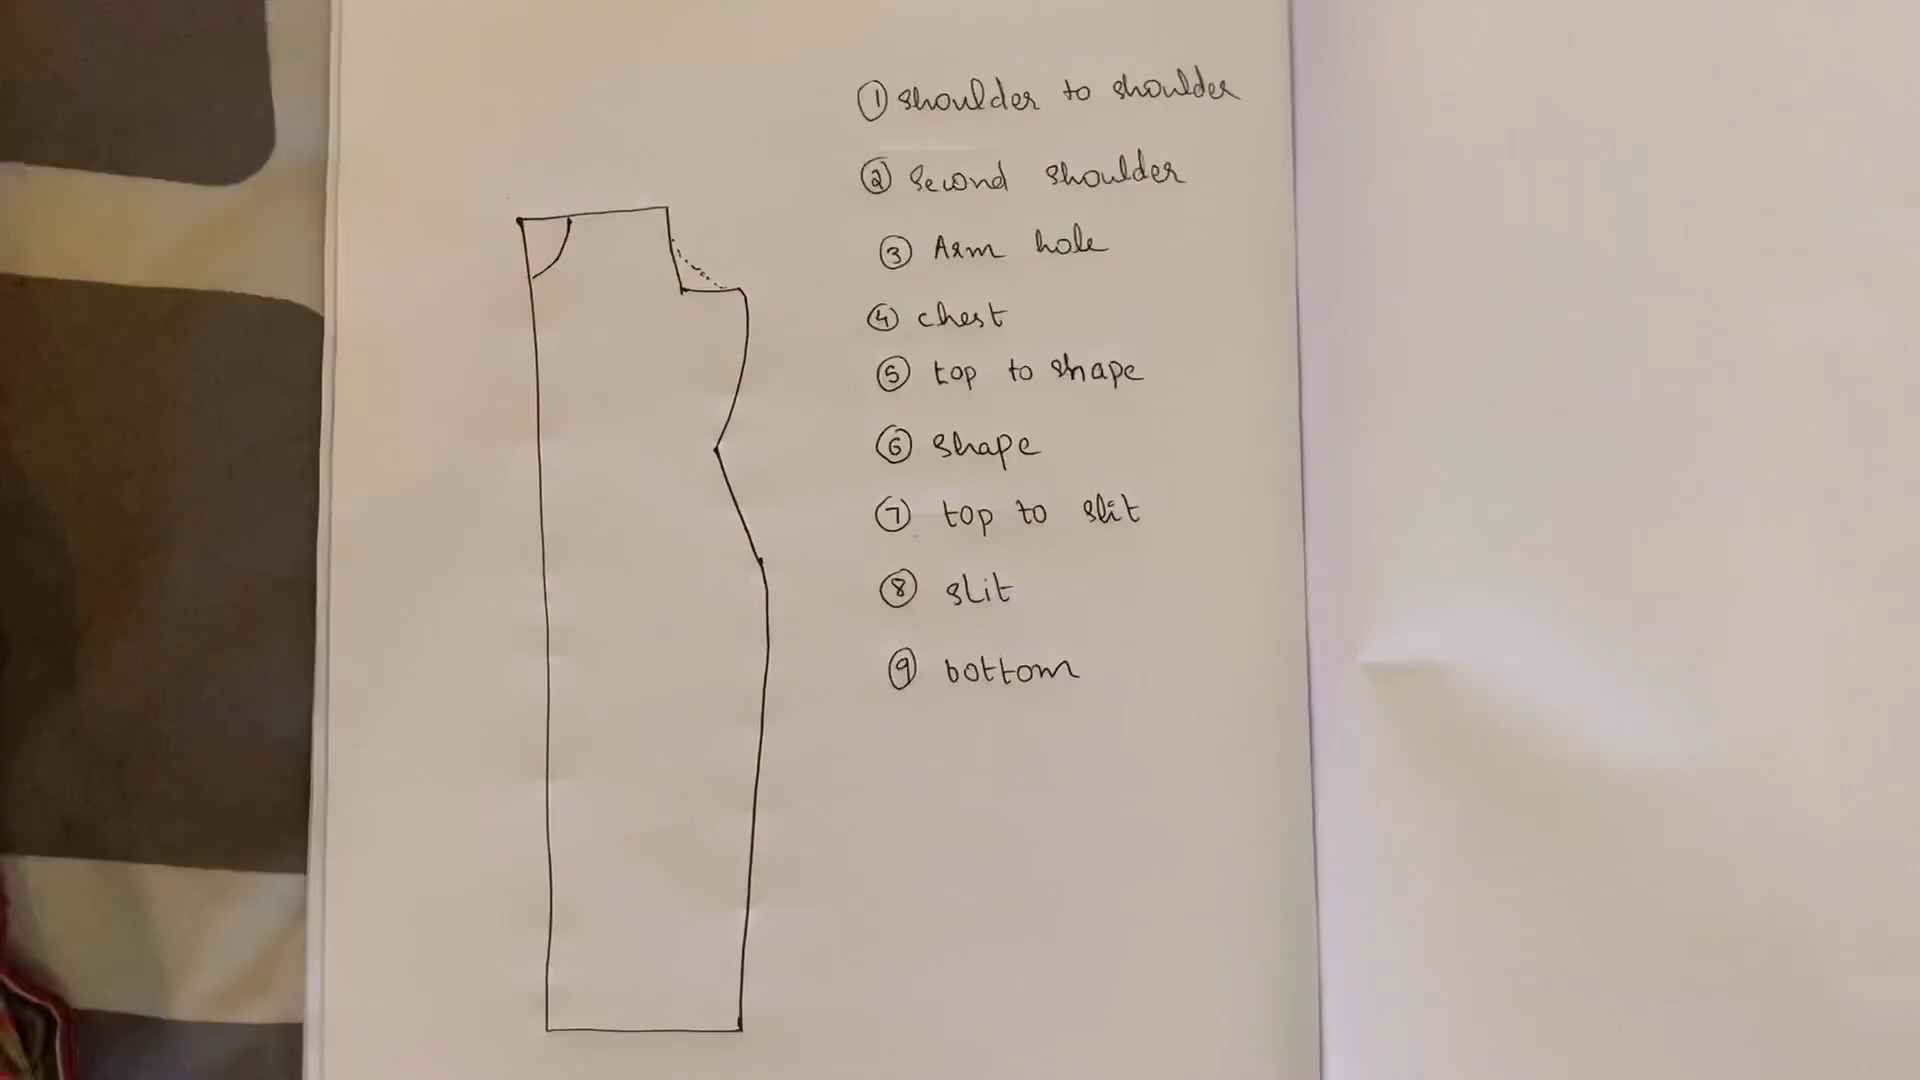 ① shoulder to shoulder
② second shoulder
③ Arm hole
④ chest
⑤ top to shape
⑥ shape
⑦ top to slit
⑧ slit
⑨ bottom